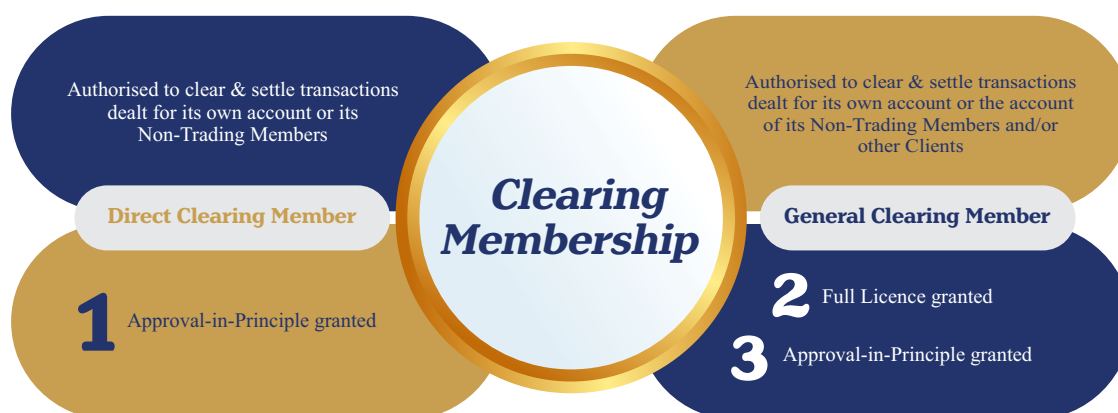 Authorised to clear & settle transactions
dealt for its own account or its
Non-Trading Members
Direct Clearing Member
1 Approval-in-Principle granted
Clearing
Membership
Authorised to clear & settle transactions
dealt for its own account or the account
of its Non-Trading Members and/or
other Clients
General Clearing Member
2 Full Licence granted
3 Approval-in-Principle granted